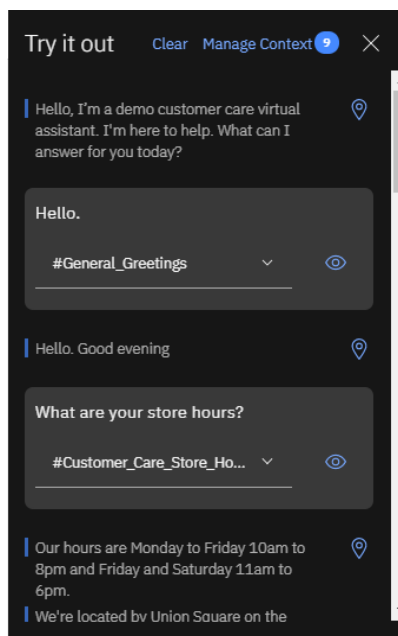 Try it out Clear Manage Context 9
Hello, I'm a demo customer care virtual
assistant. I'm here to help. What can I
answer for you today?
Hello.
#General_Greetings
Hello. Good evening
What are your store hours?
#Customer_Care_Store_Ho...
Our hours are Monday to Friday 10am to
8pm and Friday and Saturday 11am to
6pm.
We're located by Union Square on the